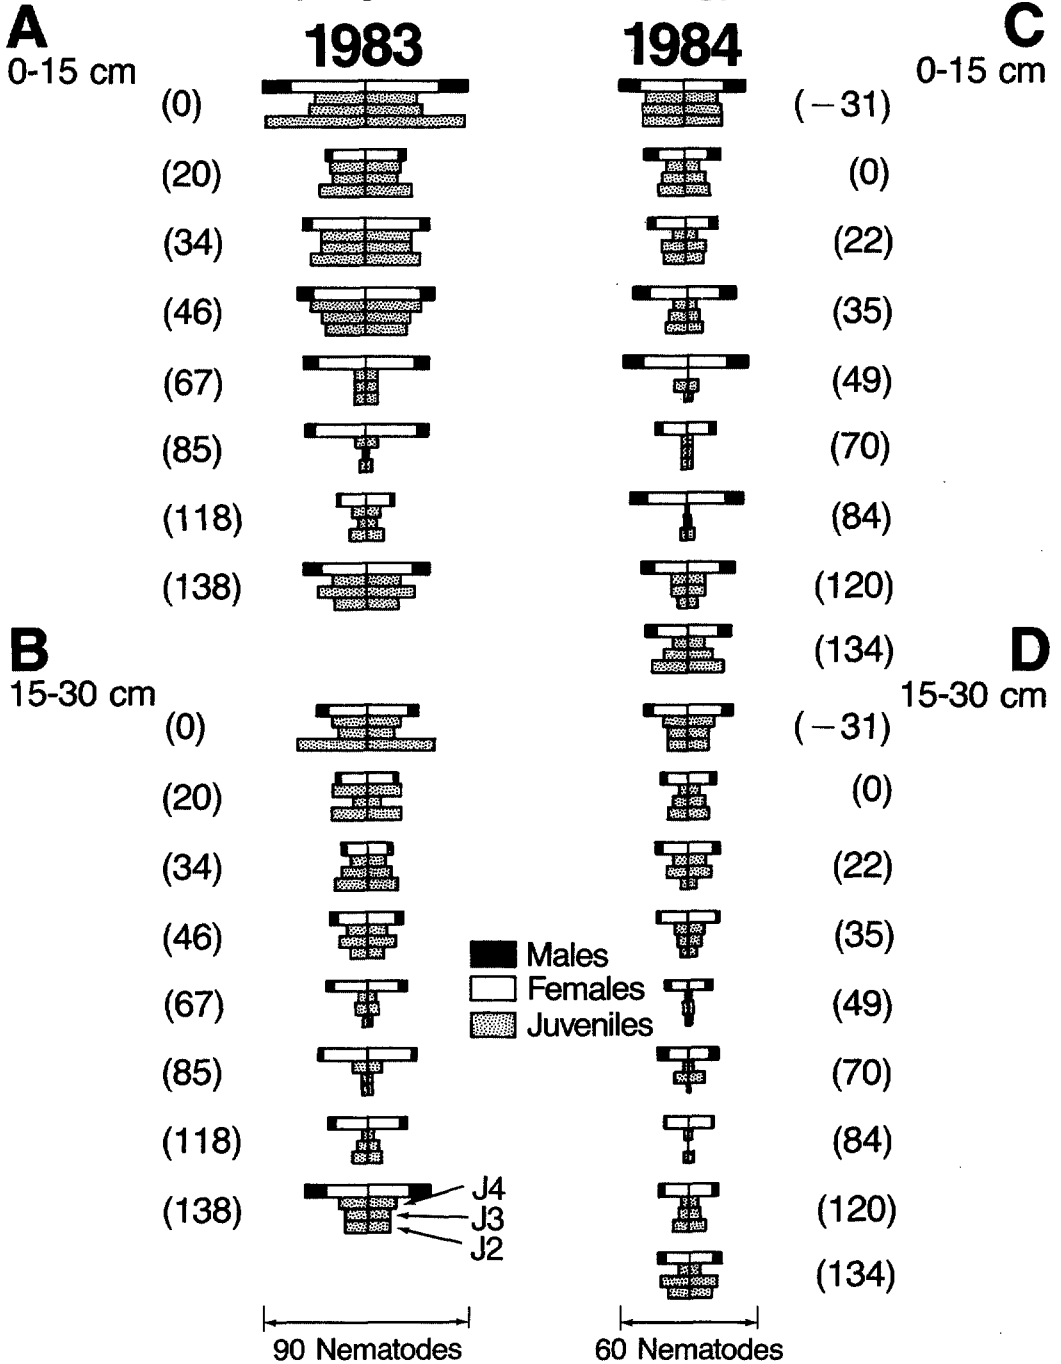 A
0-15 cm
1983
(0)
(20)
(34)
(46)
(67)
(85)
(118)
(138)
1984
C
0-15 cm
(−31)
(0)
(22)
(35)
(49)
(70)
(84)
(120)
(134)
B
15-30 cm
(0)
(20)
(34)
(46)
(67)
(85)
(118)
(138)
J4
J3
J2
90 Nematodes
Males
Females
Juveniles
D
15-30 cm
(−31)
(0)
(22)
(35)
(49)
(70)
(84)
(120)
(134)
60 Nematodes